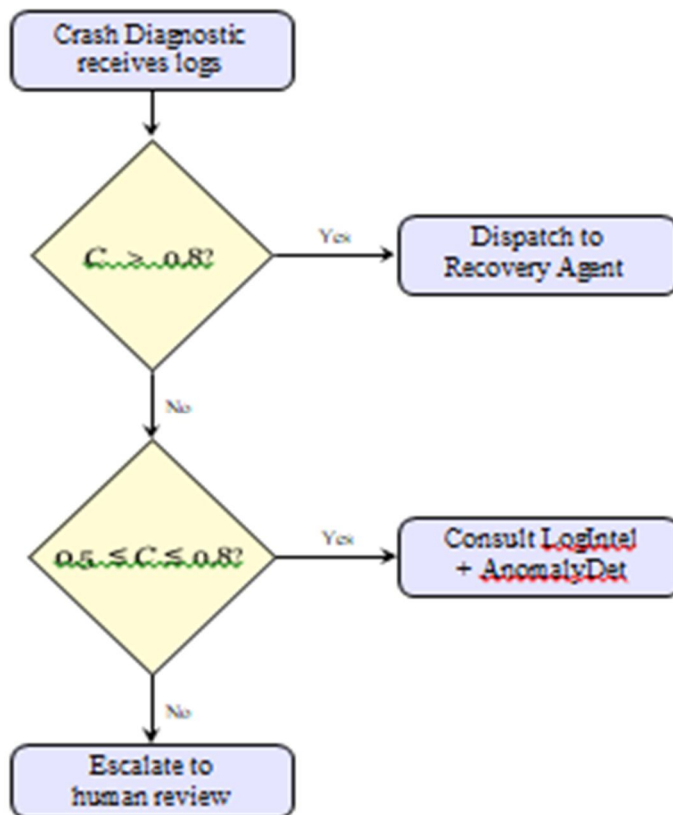 Crash Diagnostic
receives logs
C > 0.8?
Yes
Dispatch to
Recovery Agent
No
0.5 ≤ C ≤ 0.8?
Yes
Consult LogIntel
+ AnomalyDet
No
Escalate to
human review